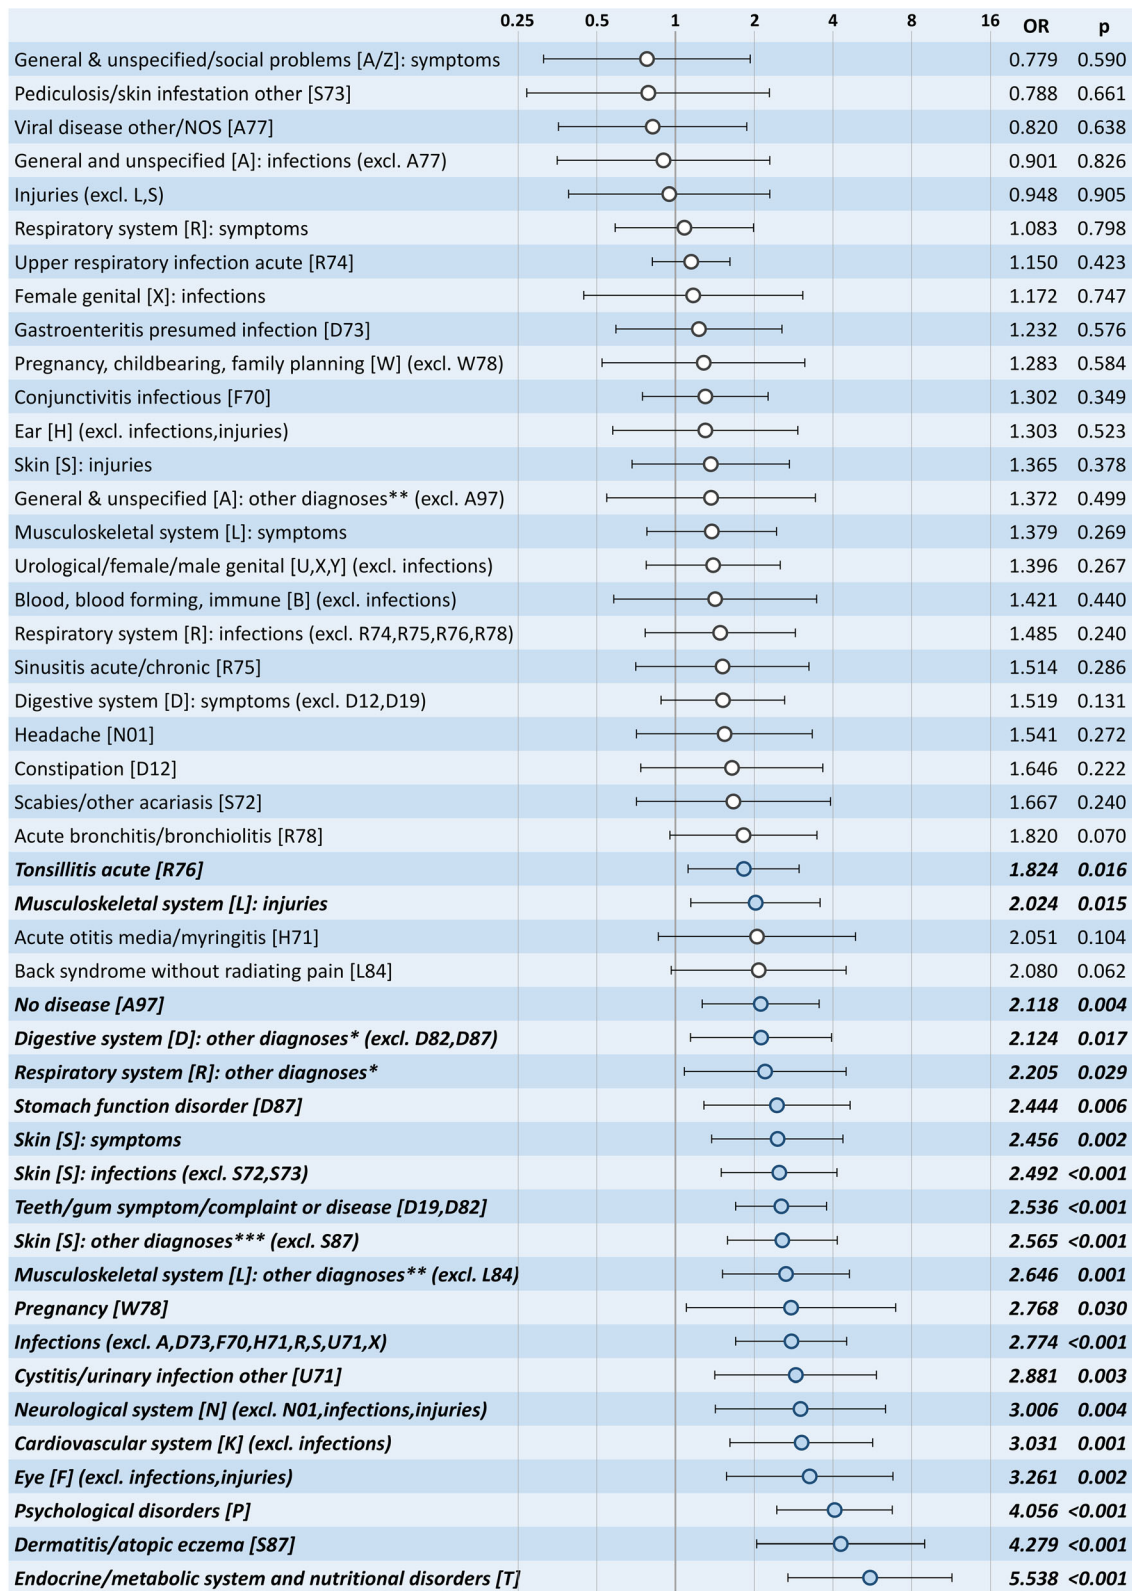 0.25 0.5 1 2 4 8 16 OR p
General & unspecified/social problems [A/Z]: symptoms 0.779 0.590
Pediculosis/skin infestation other [S73] 0.788 0.661
Viral disease other/NOS [A77] 0.820 0.638
General and unspecified [A]: infections (excl. A77) 0.901 0.826
Injuries (excl. L,S) 0.948 0.905
Respiratory system [R]: symptoms 1.083 0.798
Upper respiratory infection acute [R74] 1.150 0.423
Female genital [X]: infections 1.172 0.747
Gastroenteritis presumed infection [D73] 1.232 0.576
Pregnancy, childbearing, family planning [W] (excl. W78) 1.283 0.584
Conjunctivitis infectious [F70] 1.302 0.349
Ear [H] (excl. infections,injuries) 1.303 0.523
Skin [S]: injuries 1.365 0.378
General & unspecified [A]: other diagnoses** (excl. A97) 1.372 0.499
Musculoskeletal system [L]: symptoms 1.379 0.269
Urological/female/male genital [U,X,Y] (excl. infections) 1.396 0.267
Blood, blood forming, immune [B] (excl. infections) 1.421 0.440
Respiratory system [R]: infections (excl. R74,R75,R76,R78) 1.485 0.240
Sinusitis acute/chronic [R75] 1.514 0.286
Digestive system [D]: symptoms (excl. D12,D19) 1.519 0.131
Headache [N01] 1.541 0.272
Constipation [D12] 1.646 0.222
Scabies/other acariasis [S72] 1.667 0.240
Acute bronchitis/bronchiolitis [R78] 1.820 0.070
Tonsillitis acute [R76] 1.824 0.016
Musculoskeletal system [L]: injuries 2.024 0.015
Acute otitis media/myringitis [H71] 2.051 0.104
Back syndrome without radiating pain [L84] 2.080 0.062
No disease [A97] 2.118 0.004
Digestive system [D]: other diagnoses* (excl. D82,D87) 2.124 0.017
Respiratory system [R]: other diagnoses* 2.205 0.029
Stomach function disorder [D87] 2.444 0.006
Skin [S]: symptoms 2.456 0.002
Skin [S]: infections (excl. S72,S73) 2.492 <0.001
Teeth/gum symptom/complaint or disease [D19,D82] 2.536 <0.001
Skin [S]: other diagnoses*** (excl. S87) 2.565 <0.001
Musculoskeletal system [L]: other diagnoses** (excl. L84) 2.646 0.001
Pregnancy [W78] 2.768 0.030
Infections (excl. A,D73,F70,H71,R,S,U71,X) 2.774 <0.001
Cystitis/urinary infection other [U71] 2.881 0.003
Neurological system [N] (excl. N01,infections,injuries) 3.006 0.004
Cardiovascular system [K] (excl. infections) 3.031 0.001
Eye [F] (excl. infections,injuries) 3.261 0.002
Psychological disorders [P] 4.056 <0.001
Dermatitis/atopic eczema [S87] 4.279 <0.001
Endocrine/metabolic system and nutritional disorders [T] 5.538 <0.001